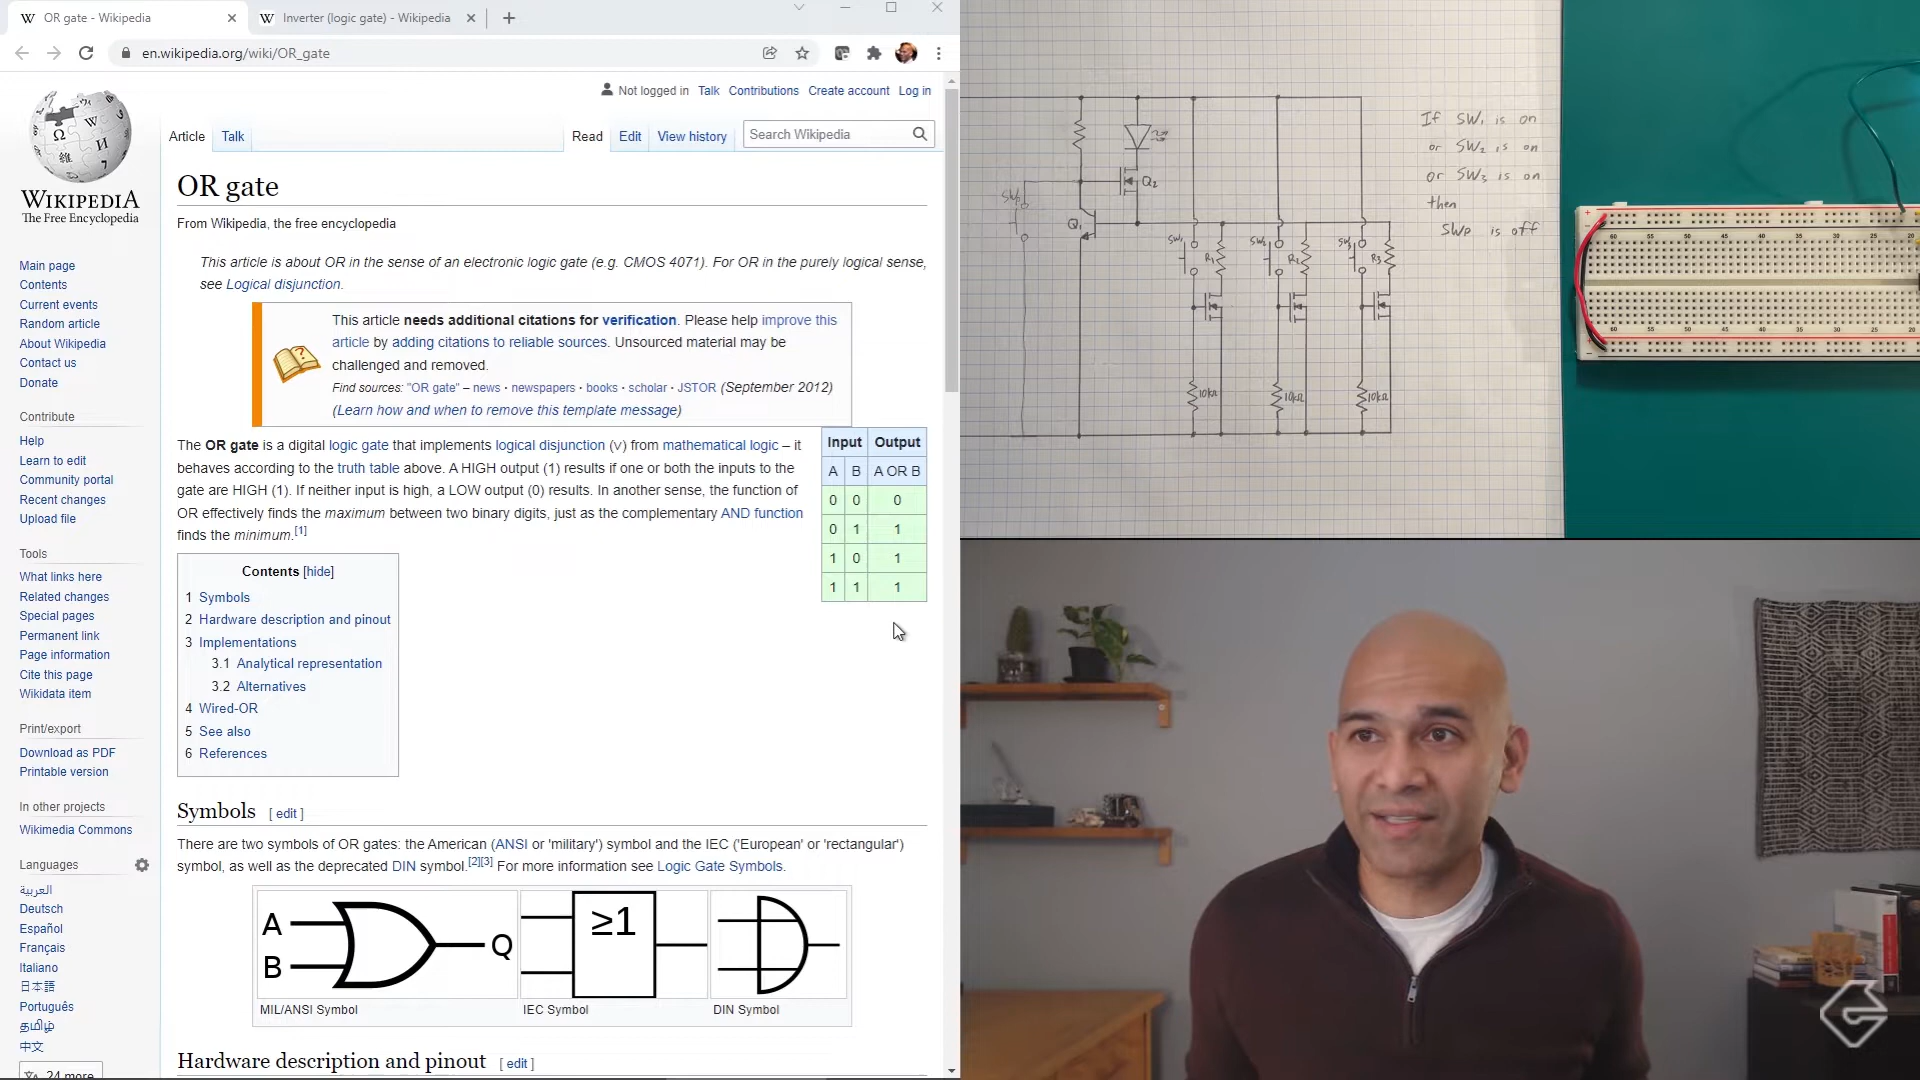 OR gate - Wikipedia
Inverter (logic gate) - Wikipedia
en.wikipedia.org/wiki/OR_gate
Not logged in Talk Contributions Create account Log in
Article Talk Read Edit View history Search Wikipedia
WIKIPEDIA
The Free Encyclopedia
Main page
Contents
Current events
Random article
About Wikipedia
Contact us
Donate
Contribute
Help
Learn to edit
Community portal
Recent changes
Upload file
Tools
What links here
Related changes
Special pages
Permanent link
Page information
Cite this page
Wikidata item
Print/export
Download as PDF
Printable version
In other projects
Wikimedia Commons
Languages
العربية
Deutsch
Español
Français
Italiano
日本語
Português
தமிழ்
中文
24 more
OR gate
From Wikipedia, the free encyclopedia
This article is about OR in the sense of an electronic logic gate (e.g. CMOS 4071). For OR in the purely logical sense,
see Logical disjunction.
This article needs additional citations for verification. Please help improve this
article by adding citations to reliable sources. Unsourced material may be
challenged and removed.
Find sources: "OR gate" – news · newspapers · books · scholar · JSTOR (September 2012)
(Learn how and when to remove this template message)
The OR gate is a digital logic gate that implements logical disjunction (∨) from mathematical logic – it
behaves according to the truth table above. A HIGH output (1) results if one or both the inputs to the
gate are HIGH (1). If neither input is high, a LOW output (0) results. In another sense, the function of
OR effectively finds the maximum between two binary digits, just as the complementary AND function
finds the minimum.[1]
Input Output
A B A OR B
0 0 0
0 1 1
1 0 1
1 1 1
Contents [hide]
1 Symbols
2 Hardware description and pinout
3 Implementations
3.1 Analytical representation
3.2 Alternatives
4 Wired-OR
5 See also
6 References
Symbols [ edit ]
There are two symbols of OR gates: the American (ANSI or 'military') symbol and the IEC ('European' or 'rectangular')
symbol, as well as the deprecated DIN symbol.[2][3] For more information see Logic Gate Symbols.
A
B
Q
≥1
MIL/ANSI Symbol
IEC Symbol
DIN Symbol
Hardware description and pinout [ edit ]
If SW₁ is on
or SW₂ is on
or SW₃ is on
then
SWP is off
SWP
Q₁
Q₂
SW₁ R₁ SW₂ R₂ SW₃ R₃
10kΩ 10kΩ 10kΩ
60 55 50 45 40 35 30 25 20
60 55 50 45 40 35 30 25 20